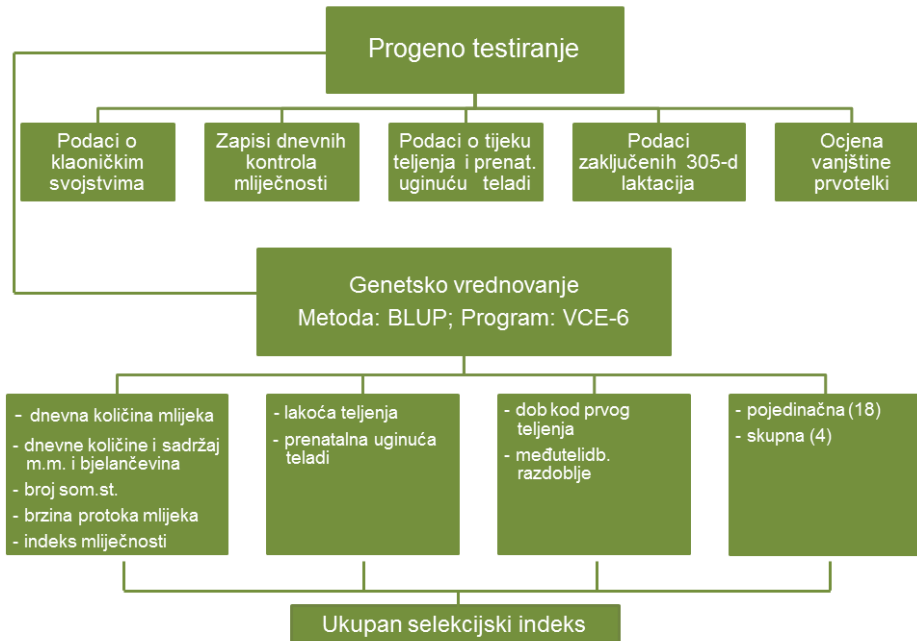 Progeno testiranje
Podaci o
klaoničkim
svojstvima
Zapisi dnevnih
kontrola
mliječnosti
Podaci o tijeku
teljenja i prenat.
uginuću teladi
Podaci
zaključenih 305-d
laktacija
Ocjena
vanjštine
prvotelki
Genetsko vrednovanje
Metoda: BLUP; Program: VCE-6
- dnevna količina mlijeka
- dnevne količine i sadržaj
m.m. i bjelančevina
- broj som.st.
- brzina protoka mlijeka
- indeks mliječnosti
- lakoća teljenja
- prenatalna uginuća
teladi
- dob kod prvog
teljenja
- međutelidb.
razdoblje
- pojedinačna (18)
- skupna (4)
Ukupan selekcijski indeks